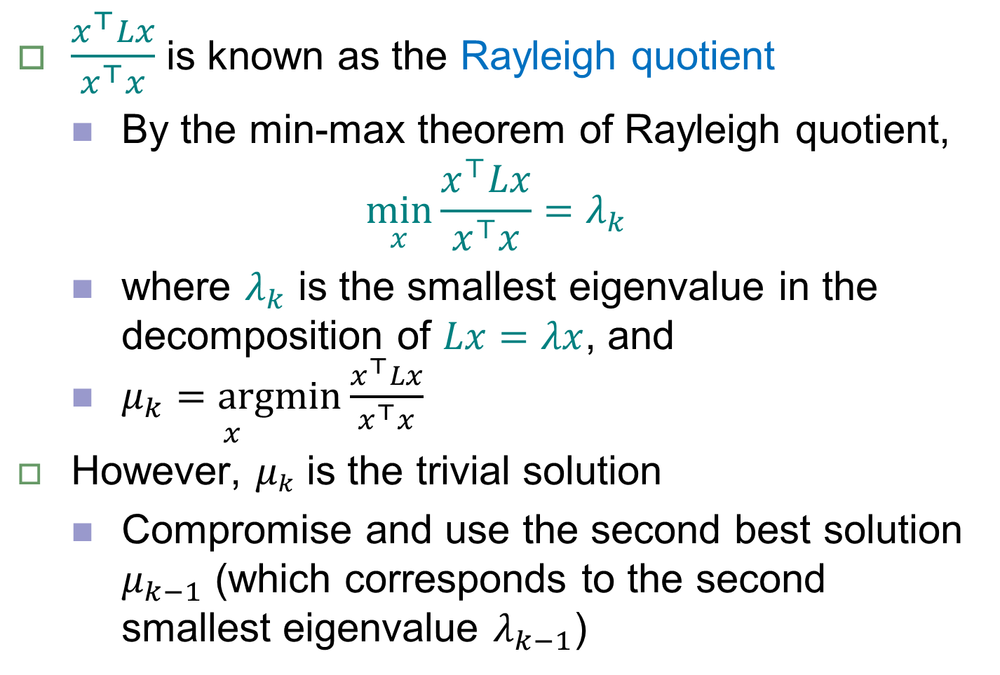 □ $\frac{x^\top L x}{x^\top x}$ is known as the Rayleigh quotient
■ By the min-max theorem of Rayleigh quotient,
$\min_x \frac{x^\top L x}{x^\top x} = \lambda_k$
■ where $\lambda_k$ is the smallest eigenvalue in the
decomposition of $Lx = \lambda x$, and
■ $\mu_k = \underset{x}{\operatorname{argmin}} \frac{x^\top L x}{x^\top x}$
□ However, $\mu_k$ is the trivial solution
■ Compromise and use the second best solution
$\mu_{k-1}$ (which corresponds to the second
smallest eigenvalue $\lambda_{k-1}$)